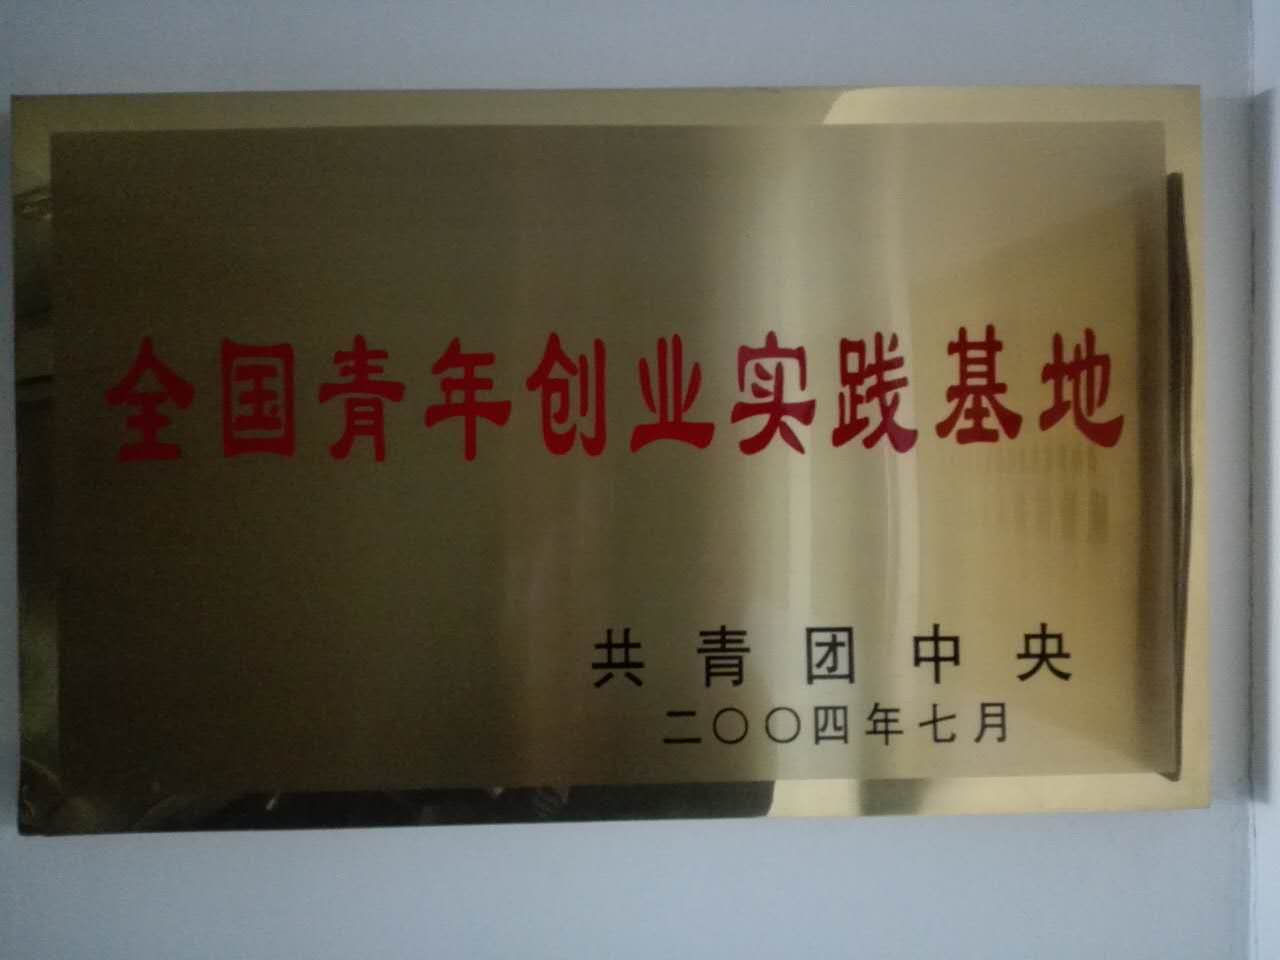 全国青年创业实践基地
共青团中央
二〇〇四年七月